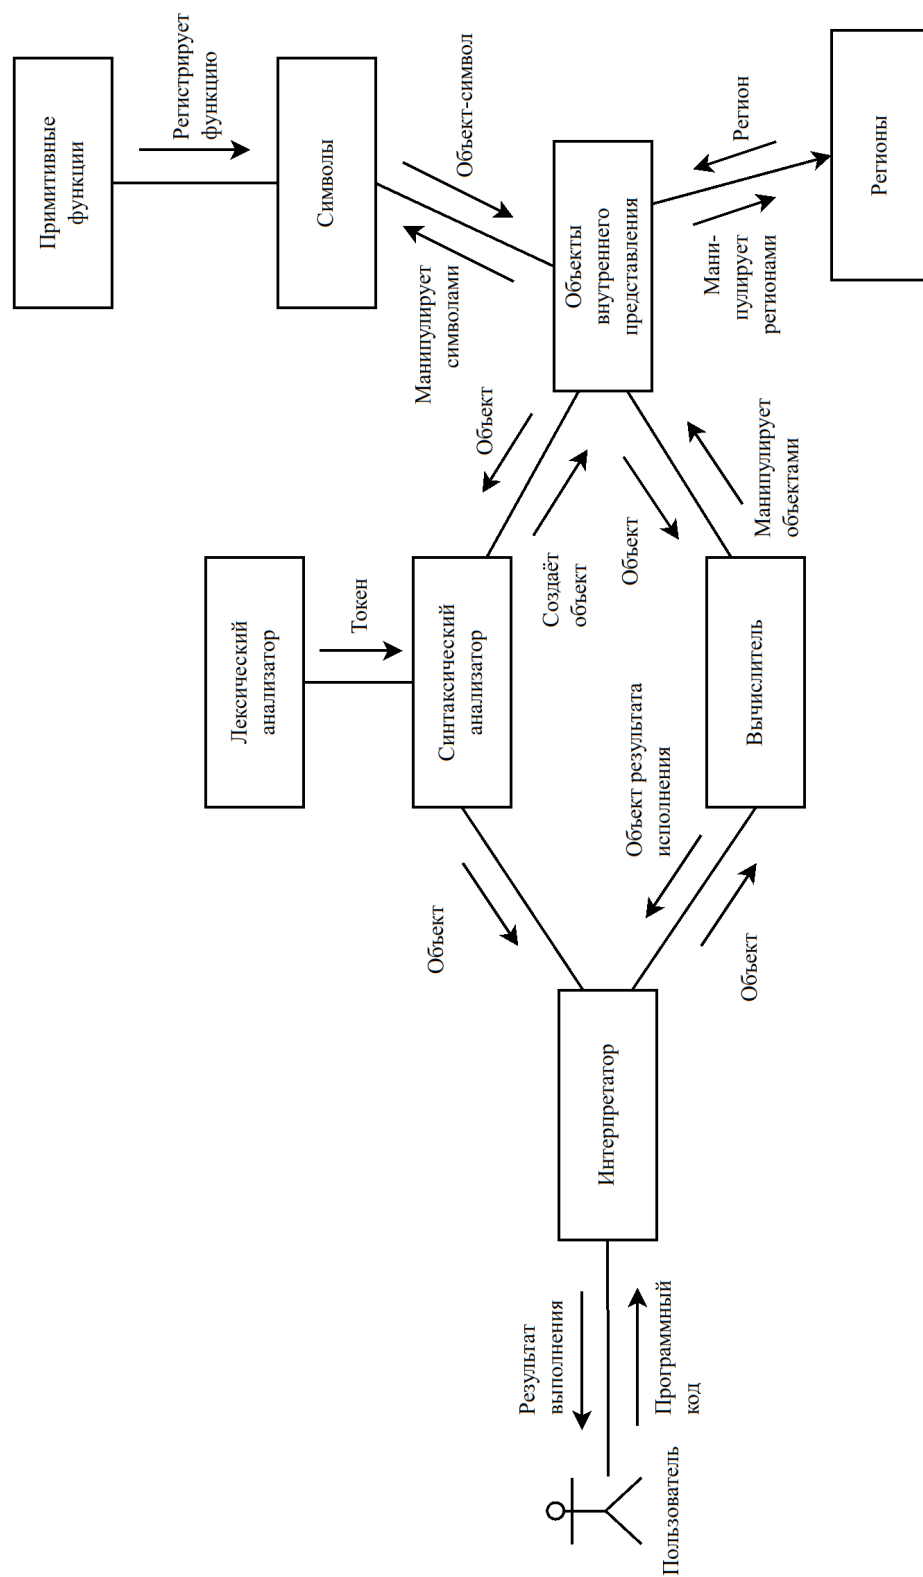 Пользователь
Результат
выполнения
Программный
код
Интерпретатор
Объект
Объект результата
исполнения
Объект
Лексический
анализатор
Токен
Синтаксический
анализатор
Вычислитель
Объект
Создаёт
объект
Объект
Манипулирует
объектами
Примитивные
функции
Регистрирует
функцию
Символы
Объект-символ
Манипулирует
символами
Объекты
внутреннего
представления
Регион
Мани-
пулирует
регионами
Регионы